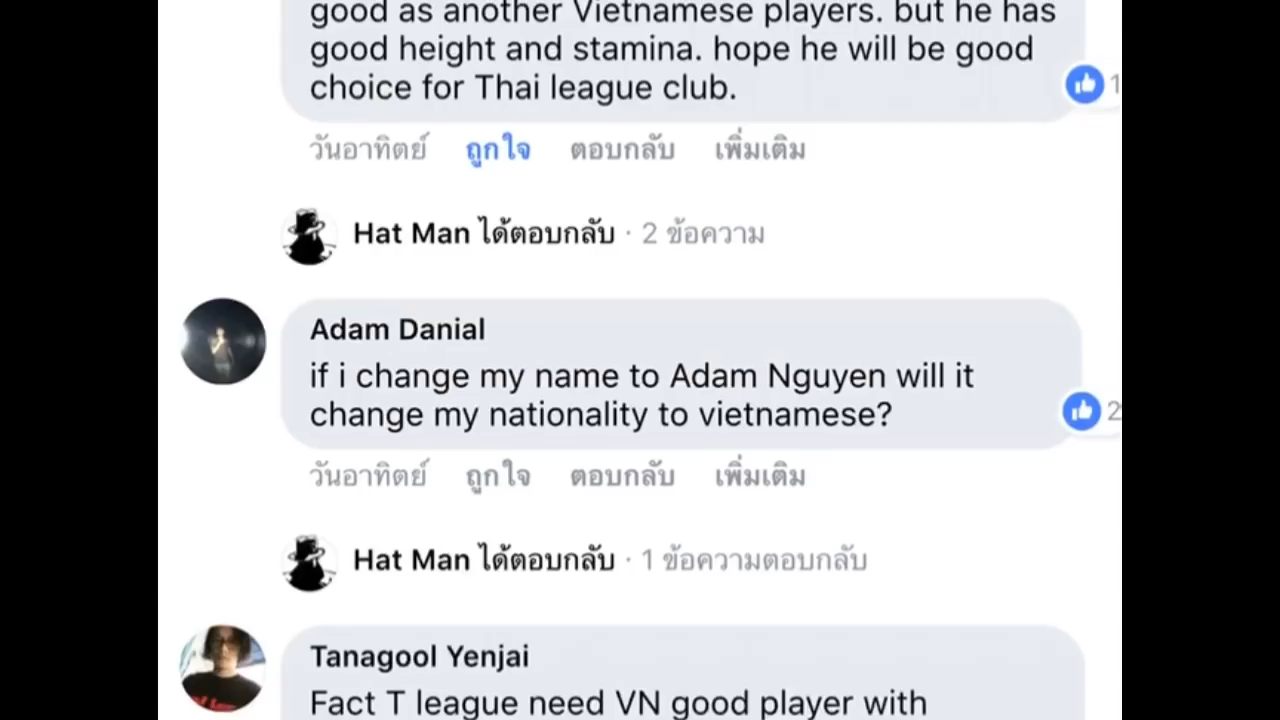 good as another Vietnamese players. but he has
good height and stamina. hope he will be good
choice for Thai league club.
1
วันอาทิตย์ ถูกใจ ตอบกลับ เพิ่มเติม
Hat Man ได้ตอบกลับ · 2 ข้อความ
Adam Danial
if i change my name to Adam Nguyen will it
change my nationality to vietnamese?
2
วันอาทิตย์ ถูกใจ ตอบกลับ เพิ่มเติม
Hat Man ได้ตอบกลับ · 1 ข้อความตอบกลับ
Tanagool Yenjai
Fact T league need VN good player with